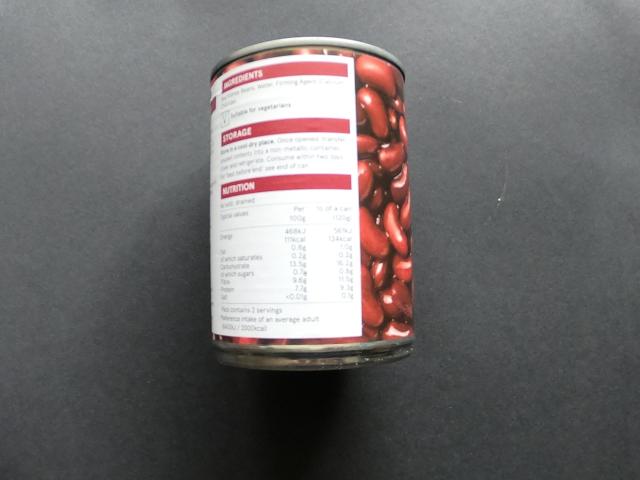 INGREDIENTS
Beans, Water, Firming Agent: Calcium
Suitable for vegetarians
STORAGE
Store in a cool dry place. Once opened, transfer
contents into a non-metallic container,
cover and refrigerate. Consume within two days.
For 'best before end' see end of can.
NUTRITION
As sold, drained
Typical values Per 100g ½ of a can (120g)
Energy 468kJ 561kJ
111kcal 134kcal
Fat 0.8g 1.0g
of which saturates 0.2g 0.2g
Carbohydrate 13.5g 16.2g
of which sugars 0.7g 0.8g
Fibre 9.6g 11.5g
Protein 7.7g 9.3g
Salt <0.01g 0.1g
Pack contains 2 servings
Reference intake of an average adult
8400kJ / 2000kcal